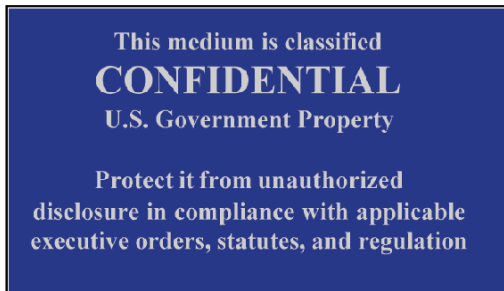 This medium is classified
CONFIDENTIAL
U.S. Government Property
Protect it from unauthorized
disclosure in compliance with applicable
executive orders, statutes, and regulation